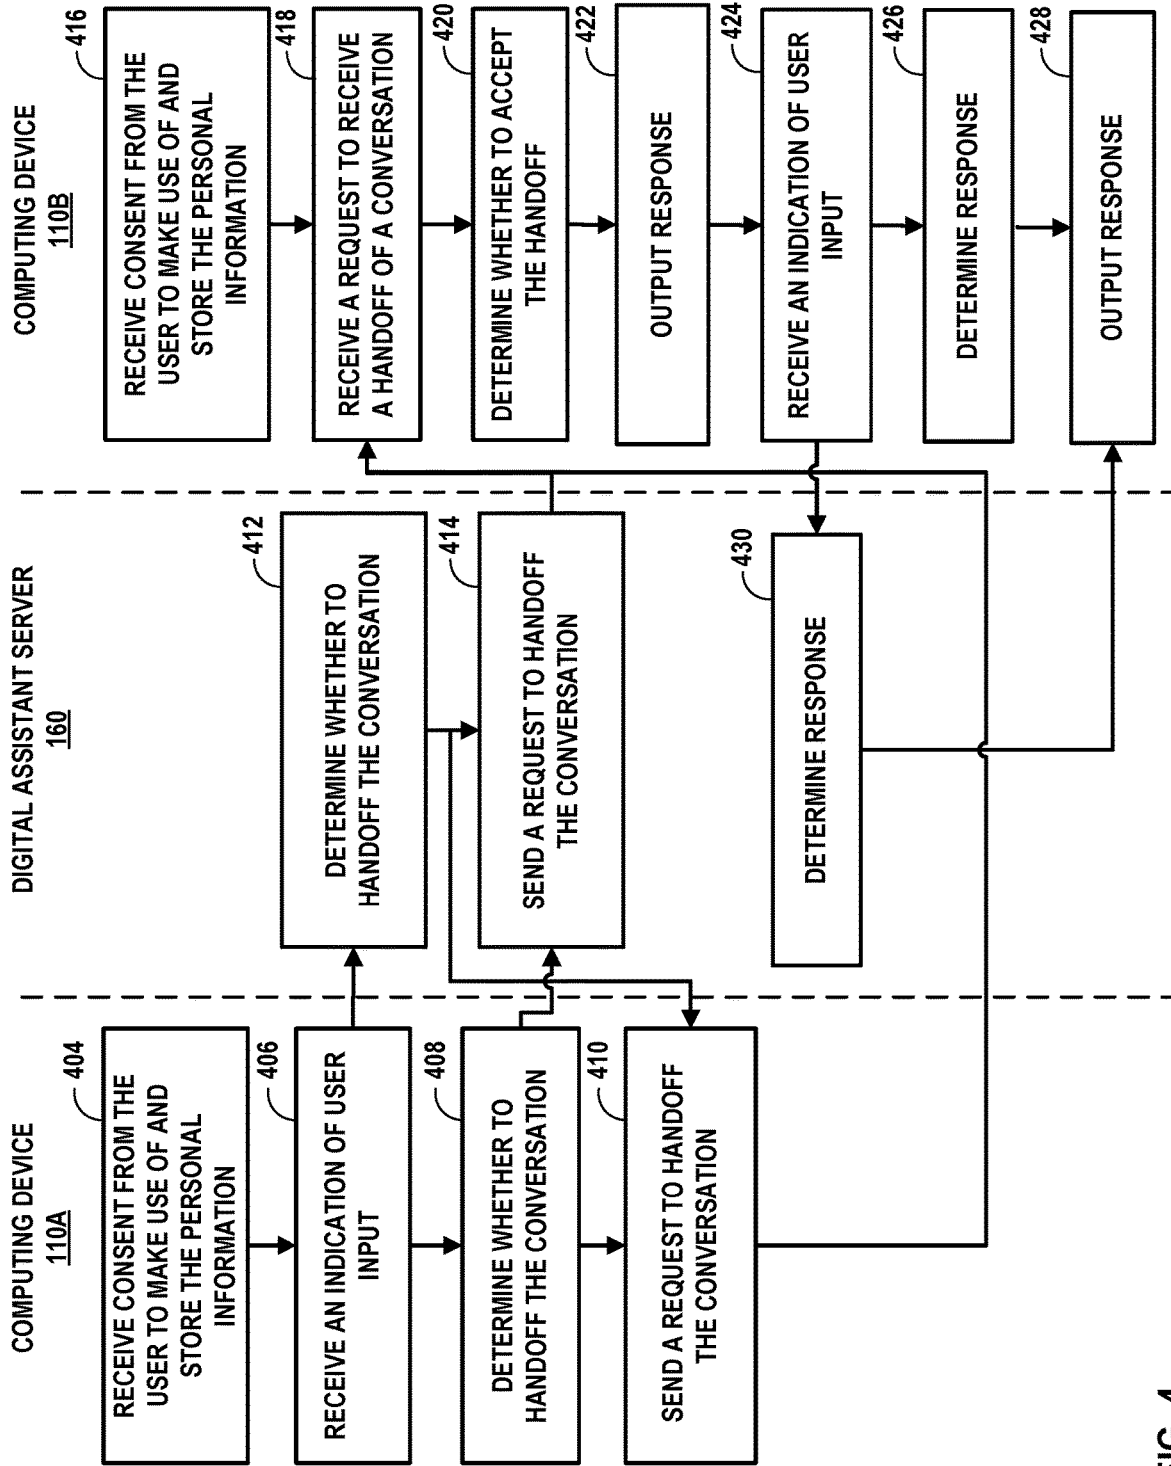 COMPUTING DEVICE
110A
404
RECEIVE CONSENT FROM THE
USER TO MAKE USE OF AND
STORE THE PERSONAL
INFORMATION
406
RECEIVE AN INDICATION OF USER
INPUT
408
DETERMINE WHETHER TO
HANDOFF THE CONVERSATION
410
SEND A REQUEST TO HANDOFF
THE CONVERSATION
DIGITAL ASSISTANT SERVER
160
412
DETERMINE WHETHER TO
HANDOFF THE CONVERSATION
414
SEND A REQUEST TO HANDOFF
THE CONVERSATION
430
DETERMINE RESPONSE
COMPUTING DEVICE
110B
416
RECEIVE CONSENT FROM THE
USER TO MAKE USE OF AND
STORE THE PERSONAL
INFORMATION
418
RECEIVE A REQUEST TO RECEIVE
A HANDOFF OF A CONVERSATION
420
DETERMINE WHETHER TO ACCEPT
THE HANDOFF
422
OUTPUT RESPONSE
424
RECEIVE AN INDICATION OF USER
INPUT
426
DETERMINE RESPONSE
428
OUTPUT RESPONSE
FIG. 4